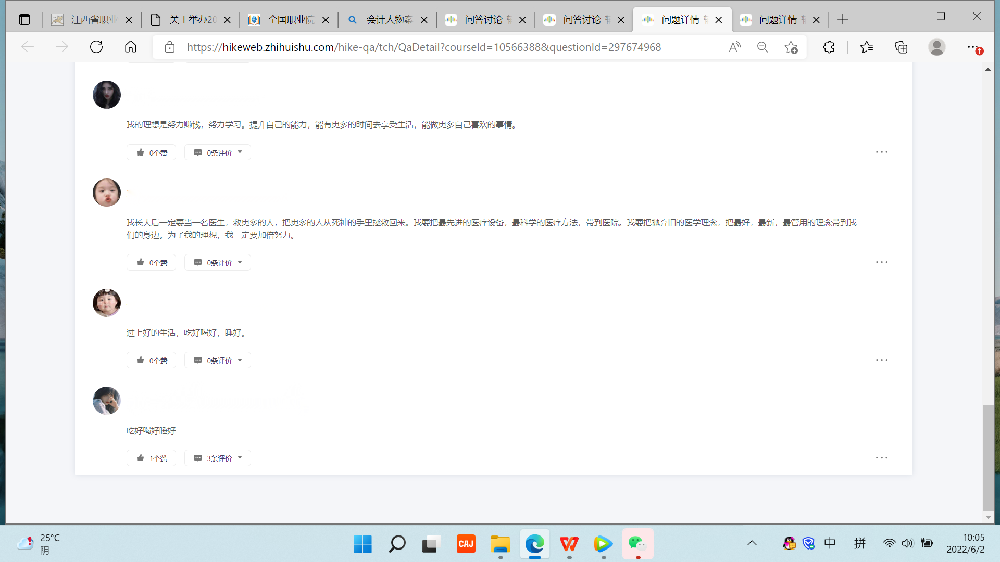 江西省职业
关于举办20
全国职业院
会计人物案
问答讨论_
问答讨论_
问题详情_
问题详情_
https://hikeweb.zhihuishu.com/hike-qa/tch/QaDetail?courseId=10566388&questionId=297674968
我的理想是努力赚钱，努力学习。提升自己的能力，能有更多的时间去享受生活，能做更多自己喜欢的事情。
0个赞 0条评价
我长大后一定要当一名医生，救更多的人，把更多的人从死神的手里拯救回来。我要把最先进的医疗设备，最科学的医疗方法，带到医院。我要把抛弃旧的医学理念，把最好，最新，最管用的理念带到我
们的身边。为了我的理想，我一定要加倍努力。
0个赞 0条评价
过上好的生活，吃好喝好，睡好。
0个赞 0条评价
吃好喝好睡好
1个赞 3条评价
25°C
阴
CAJ
中 拼
10:05
2022/6/2